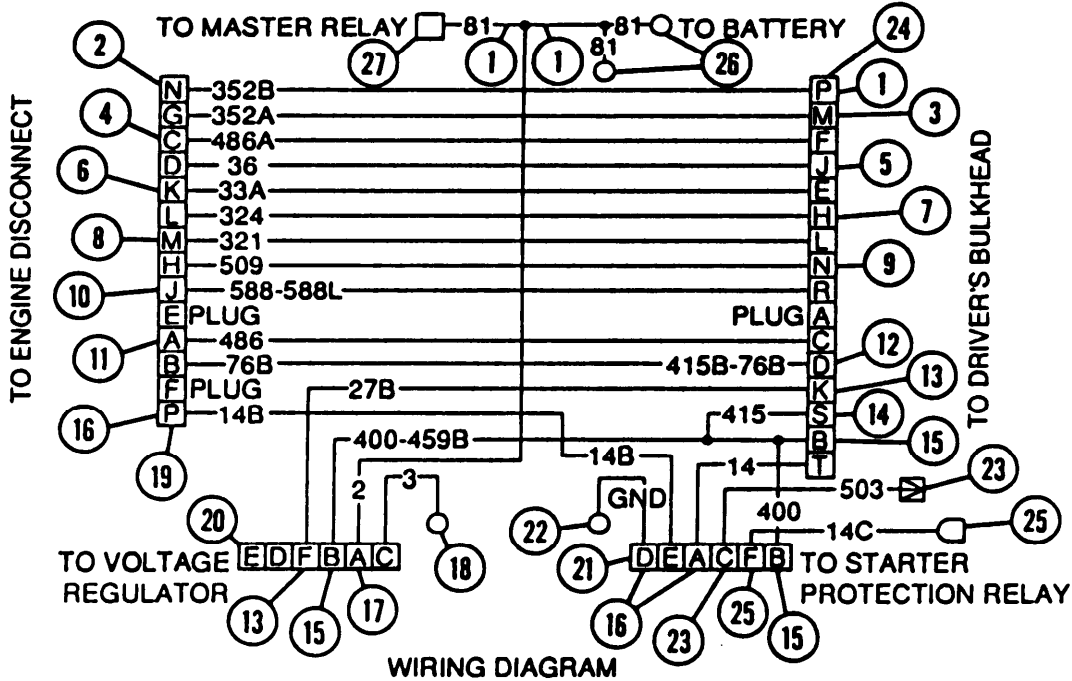 TO MASTER RELAY 81 81 TO BATTERY
81
27 1 1 26 24
2 N 352B P 1
G 352A M 3
4 C 486A F
D 36 J 5
6 K 33A E
L 324 H 7
8 M 321 L
H 509 N 9
10 J 588-588L R
E PLUG PLUG A
11 A 486 C
B 76B 415B-76B D 12
F PLUG 27B K 13
16 P 14B 415 S 14
400-459B B 15
19 14B 14 T
TO ENGINE DISCONNECT
TO DRIVER'S BULKHEAD
2 3 GND 503 23
400
20 18 22 14C 25
TO VOLTAGE REGULATOR
E D F B A C
13 15 17
21 D E A C F B
TO STARTER PROTECTION RELAY
16 23 25 15
WIRING DIAGRAM